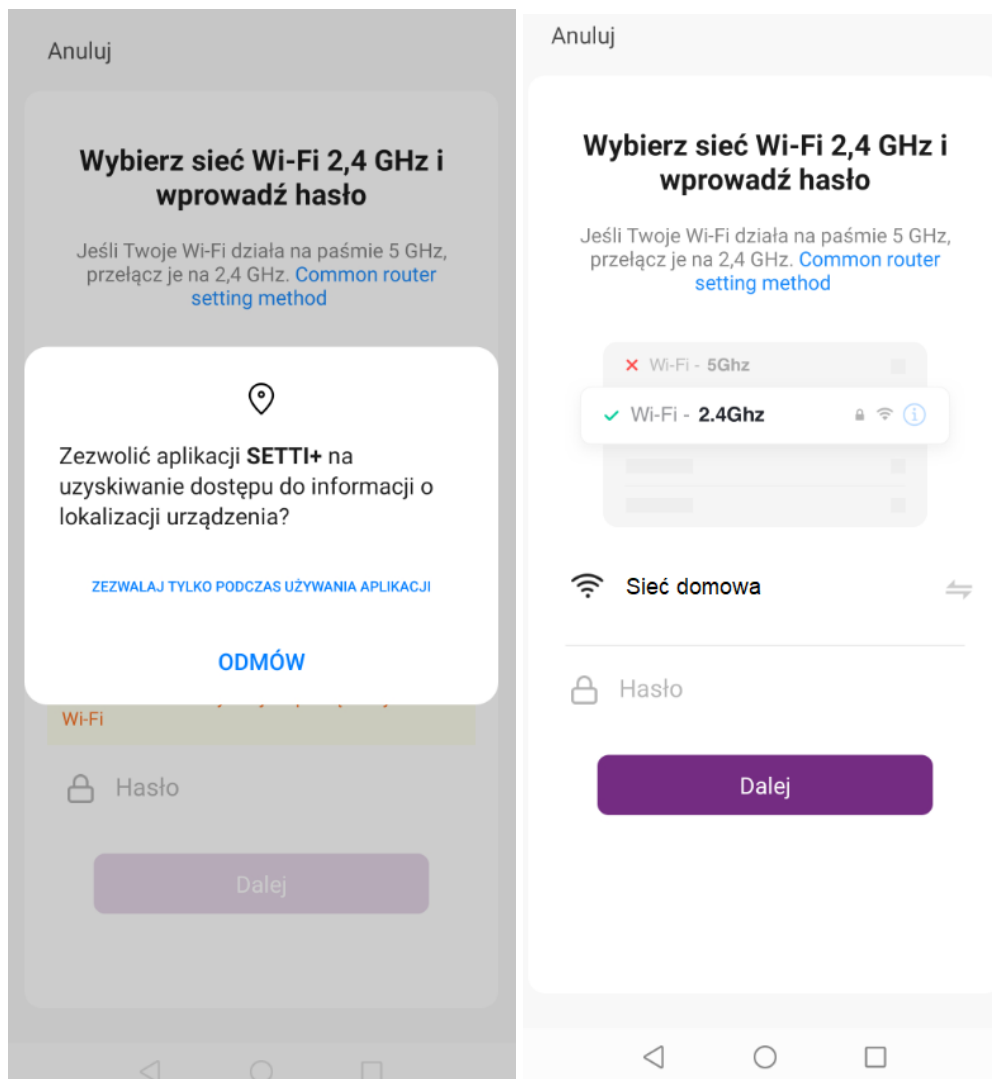 Anuluj
Wybierz sieć Wi-Fi 2,4 GHz i
wprowadź hasło
Jeśli Twoje Wi-Fi działa na paśmie 5 GHz,
przełącz je na 2,4 GHz. Common router
setting method
Zezwolić aplikacji SETTI+ na
uzyskiwanie dostępu do informacji o
lokalizacji urządzenia?
ZEZWALAJ TYLKO PODCZAS UŻYWANIA APLIKACJI
ODMÓW
Wi-Fi
Hasło
Dalej
Anuluj
Wybierz sieć Wi-Fi 2,4 GHz i
wprowadź hasło
Jeśli Twoje Wi-Fi działa na paśmie 5 GHz,
przełącz je na 2,4 GHz. Common router
setting method
Wi-Fi - 5Ghz
Wi-Fi - 2.4Ghz
Sieć domowa
Hasło
Dalej